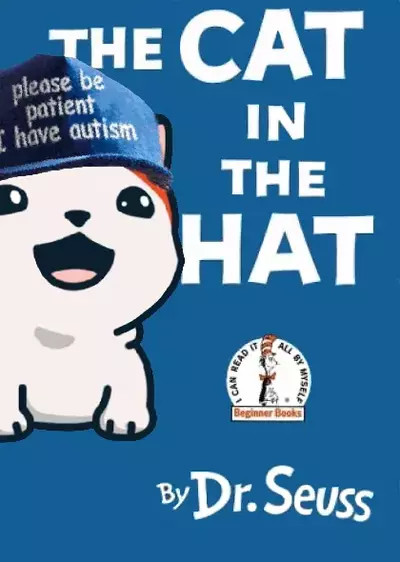 THE CAT
IN
THE
HAT
please be
patient
I have autism
I CAN READ IT ALL BY MYSELF
Beginner Books
By Dr. Seuss